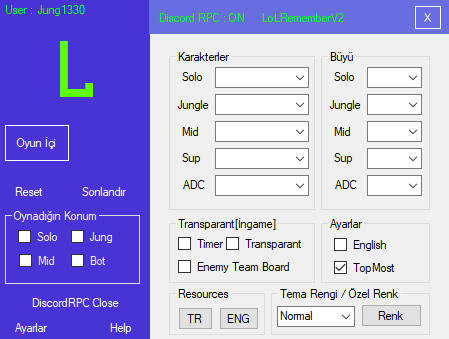 User : Jung1330
Discord RPC : ON
LoLRememberV2
X
L
Oyun İçi
Reset
Sonlandır
Oynadığın Konum
Solo
Jung
Mid
Bot
DiscordRPC Close
Ayarlar
Help
Karakterler
Solo
Jungle
Mid
Sup
ADC
Büyü
Solo
Jungle
Mid
Sup
ADC
Transparant[İngame]
Timer
Transparant
Enemy Team Board
Ayarlar
English
TopMost
Resources
TR
ENG
Tema Rengi / Özel Renk
Normal
Renk